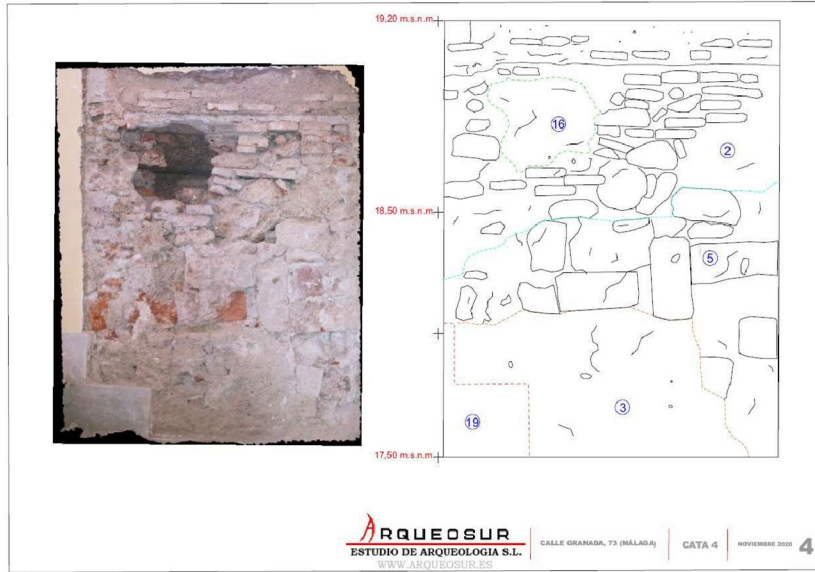 19,20 m.s.n.m.
16
2
18,50 m.s.n.m.
5
3
19
17,50 m.s.n.m.
ARQUEOSUR
ESTUDIO DE ARQUEOLOGIA S.L.
WWW.ARQUEOSUR.ES
CALLE GRANADA, 73 (MÁLAGA)
CATA 4
NOVIEMBRE 2020
4